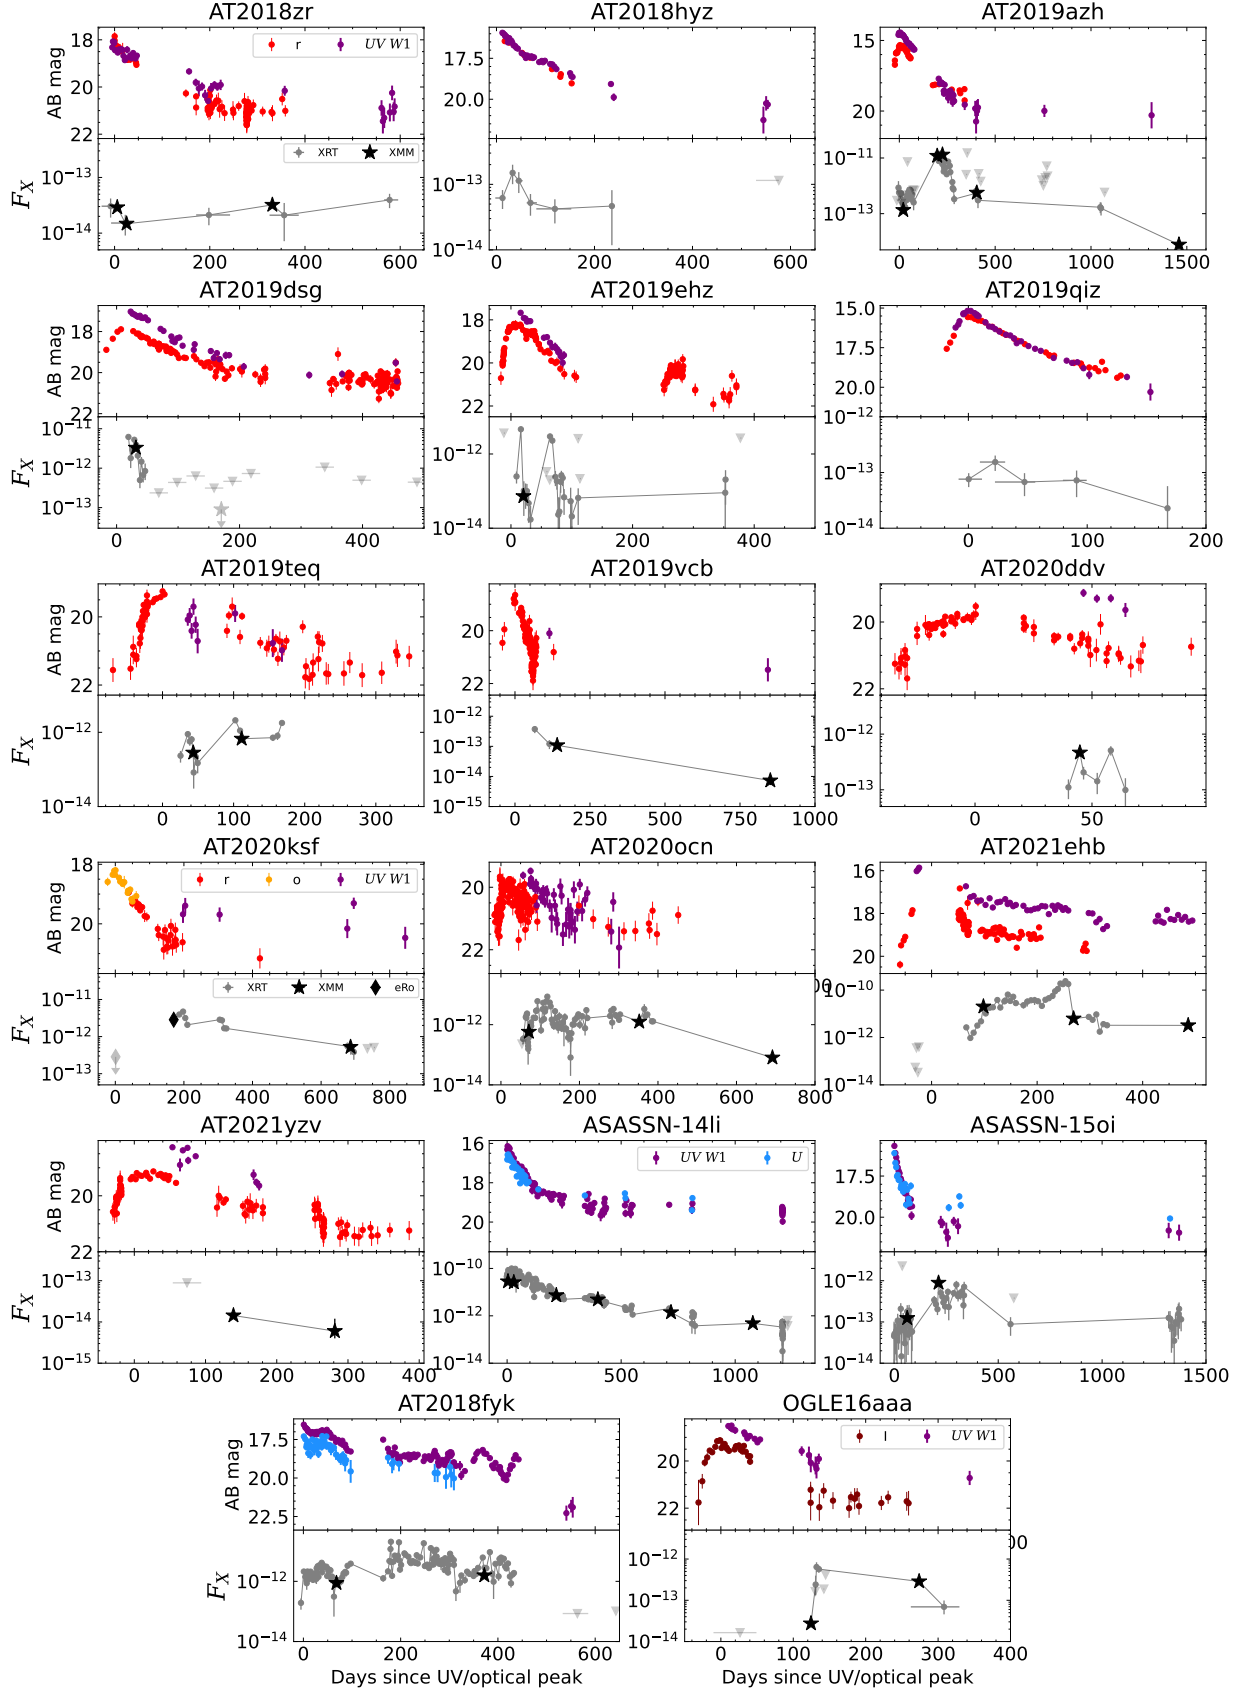 AT2018zr
AT2018hyz
AT2019azh
AB mag
18
20
22
r
UV W1
17.5
20.0
15
20
F_X
10⁻¹³
10⁻¹⁴
XRT
XMM
10⁻¹³
10⁻¹⁴
10⁻¹¹
10⁻¹³
0 200 400 600
0 200 400 600
0 500 1000 1500
AT2019dsg
AT2019ehz
AT2019qiz
AB mag
18
20
22
18
20
22
15.0
17.5
20.0
F_X
10⁻¹¹
10⁻¹²
10⁻¹³
10⁻¹²
10⁻¹⁴
10⁻¹²
10⁻¹³
10⁻¹⁴
0 200 400
0 100 200 300 400
0 100 200
AT2019teq
AT2019vcb
AT2020ddv
AB mag
20
22
20
22
20
22
F_X
10⁻¹²
10⁻¹⁴
10⁻¹²
10⁻¹³
10⁻¹⁴
10⁻¹⁵
10⁻¹³
0 100 200 300
0 250 500 750 1000
0 50
AT2020ksf
AT2020ocn
AT2021ehb
AB mag
18
20
r
o
UV W1
20
22
16
18
20
F_X
10⁻¹¹
10⁻¹²
10⁻¹³
XRT
XMM
eRo
10⁻¹²
10⁻¹⁴
00
10⁻¹⁰
10⁻¹²
10⁻¹⁴
0 200 400 600 800
0 200 400 600 800
0 200 400
AT2021yzv
ASASSN-14li
ASASSN-15oi
AB mag
20
22
16
18
20
UV W1
U
17.5
20.0
F_X
10⁻¹³
10⁻¹⁴
10⁻¹⁵
10⁻¹⁰
10⁻¹²
10⁻¹⁴
10⁻¹²
10⁻¹³
10⁻¹⁴
0 100 200 300 400
0 500 1000
0 500 1000 1500
AT2018fyk
OGLE16aaa
AB mag
17.5
20.0
22.5
20
22
I
UV W1
F_X
10⁻¹²
10⁻¹⁴
10⁻¹²
10⁻¹³
10⁻¹⁴
00
0 200 400 600
0 100 200 300 400
Days since UV/optical peak
Days since UV/optical peak